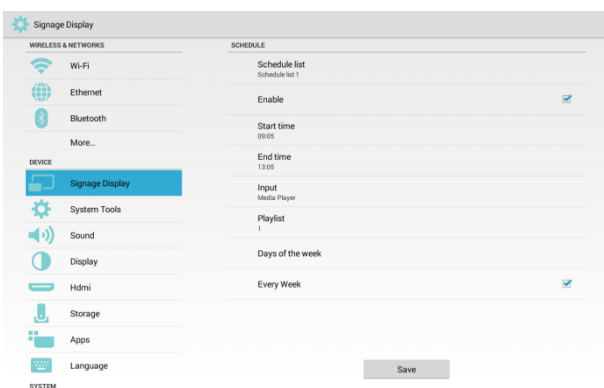 Signage Display
WIRELESS & NETWORKS
Wi-Fi
Ethernet
Bluetooth
More...
DEVICE
Signage Display
System Tools
Sound
Display
Hdmi
Storage
Apps
Language
SYSTEM
SCHEDULE
Schedule list
Schedule list 1
Enable
Start time
09:05
End time
13:05
Input
Media Player
Playlist
1
Days of the week
Every Week
Save